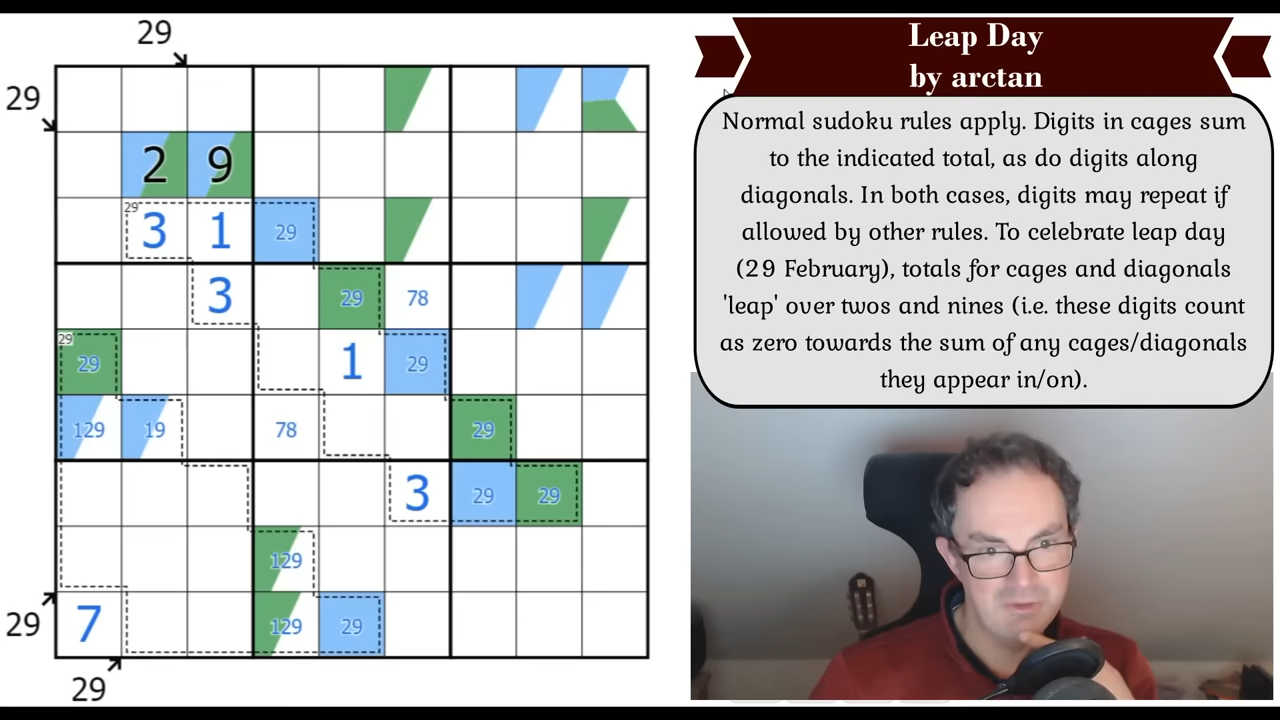 29
29
2 9
29
3 1 29
3 29 78
29
29 1 29
129 19 78 29
3 29 29
129
29
7 129 29
29
Leap Day
by arctan
Normal sudoku rules apply. Digits in cages sum
to the indicated total, as do digits along
diagonals. In both cases, digits may repeat if
allowed by other rules. To celebrate leap day
(29 February), totals for cages and diagonals
'leap' over twos and nines (i.e. these digits count
as zero towards the sum of any cages/diagonals
they appear in/on).